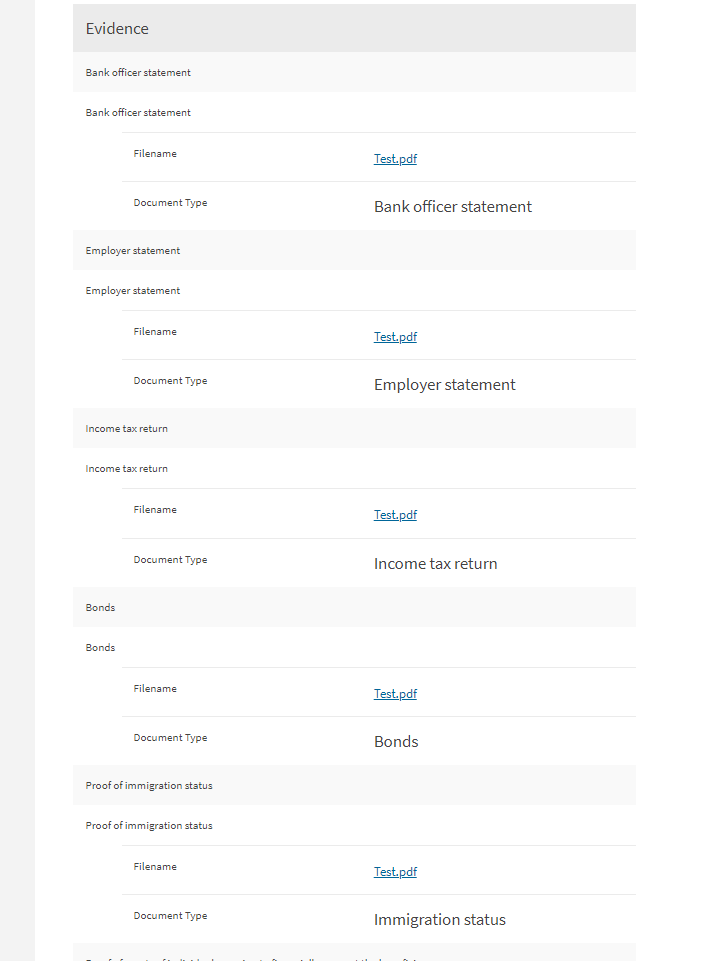 Evidence
Bank officer statement
Bank officer statement
Filename
Test.pdf
Document Type
Bank officer statement
Employer statement
Employer statement
Filename
Test.pdf
Document Type
Employer statement
Income tax return
Income tax return
Filename
Test.pdf
Document Type
Income tax return
Bonds
Bonds
Filename
Test.pdf
Document Type
Bonds
Proof of immigration status
Proof of immigration status
Filename
Test.pdf
Document Type
Immigration status